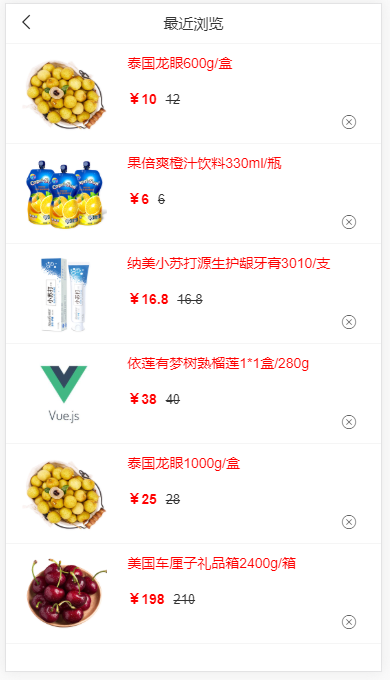 最近浏览
泰国龙眼600g/盒
￥10 12
果倍爽橙汁饮料330ml/瓶
￥6 6
纳美小苏打源生护龈牙膏3010/支
￥16.8 16.8
小苏打
依莲有梦树熟榴莲1*1盒/280g
￥38 40
Vue.js
泰国龙眼1000g/盒
￥25 28
美国车厘子礼品箱2400g/箱
￥198 210